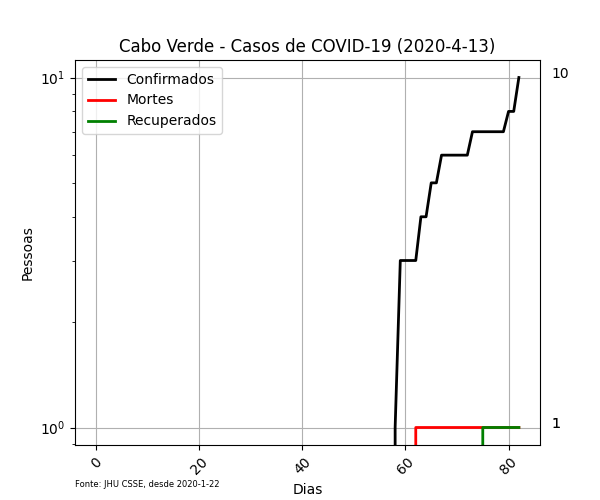 Cabo Verde - Casos de COVID-19 (2020-4-13)
Confirmados
Mortes
Recuperados
10¹
10⁰
10
1
Pessoas
0
20
40
60
80
Dias
Fonte: JHU CSSE, desde 2020-1-22